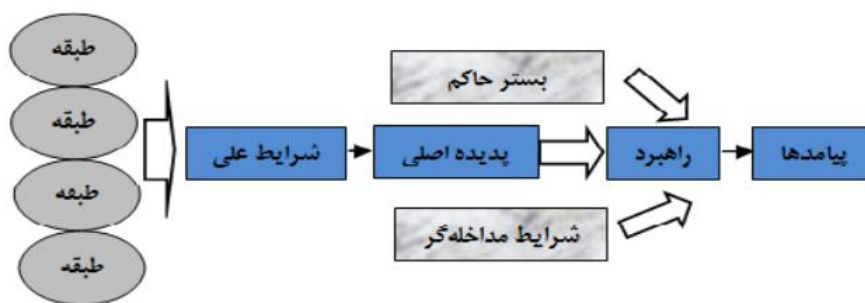 طبقه
طبقه
طبقه
طبقه
بستر حاکم
شرایط علی
پدیده اصلی
راهبرد
پیامدها
شرایط مداخله‌گر